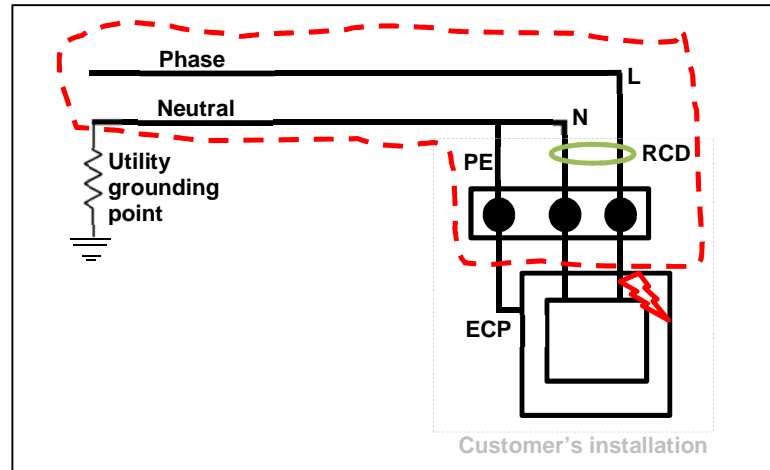 Phase
L
Neutral
N
PE
RCD
Utility
grounding
point
ECP
Customer's installation